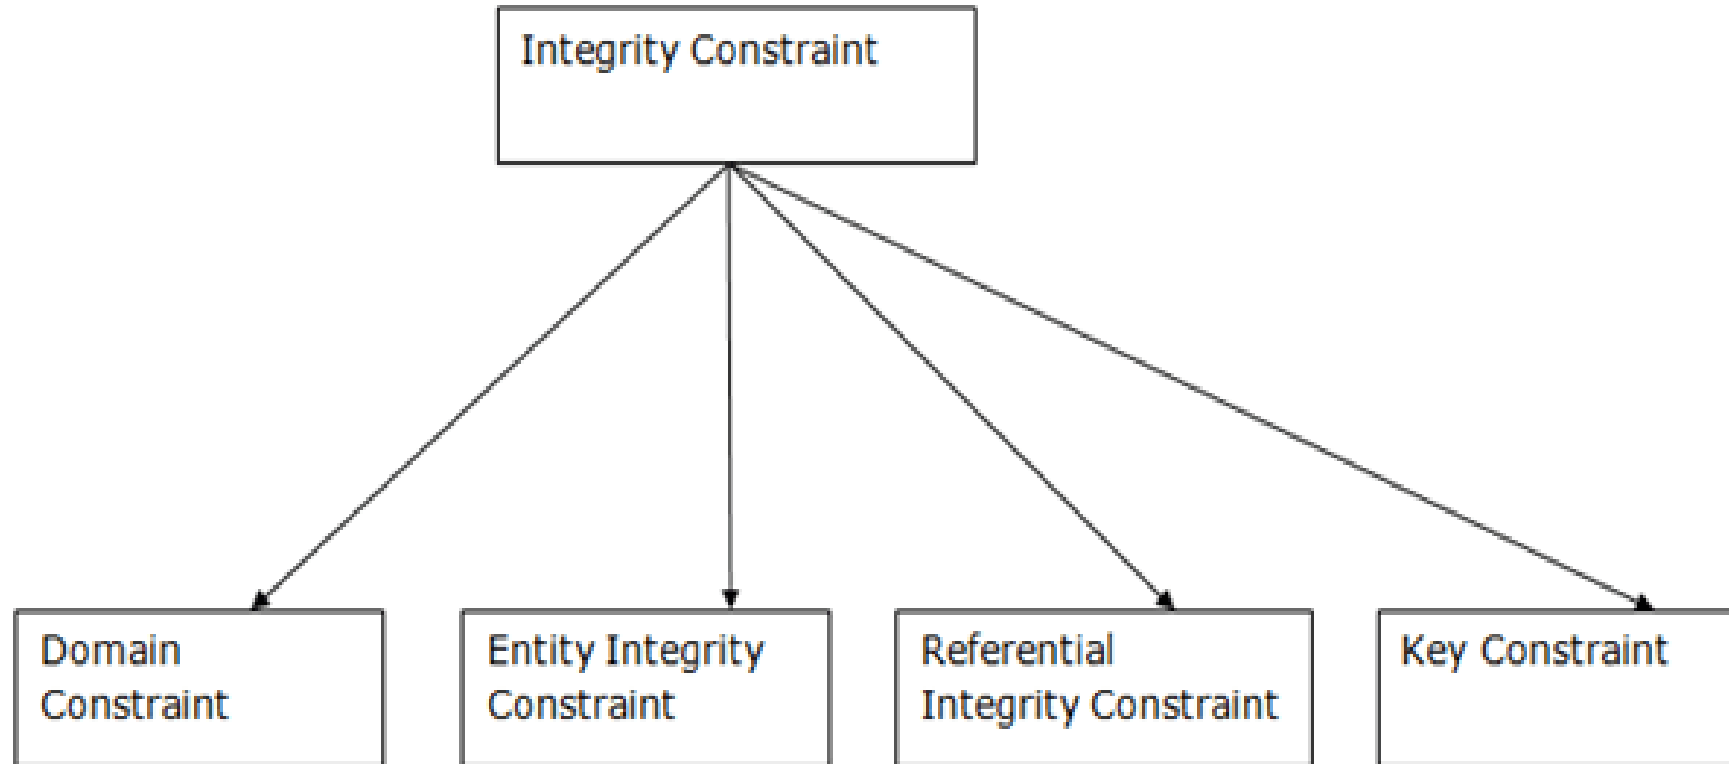 Integrity Constraint
Domain
Constraint
Entity Integrity
Constraint
Referential
Integrity Constraint
Key Constraint